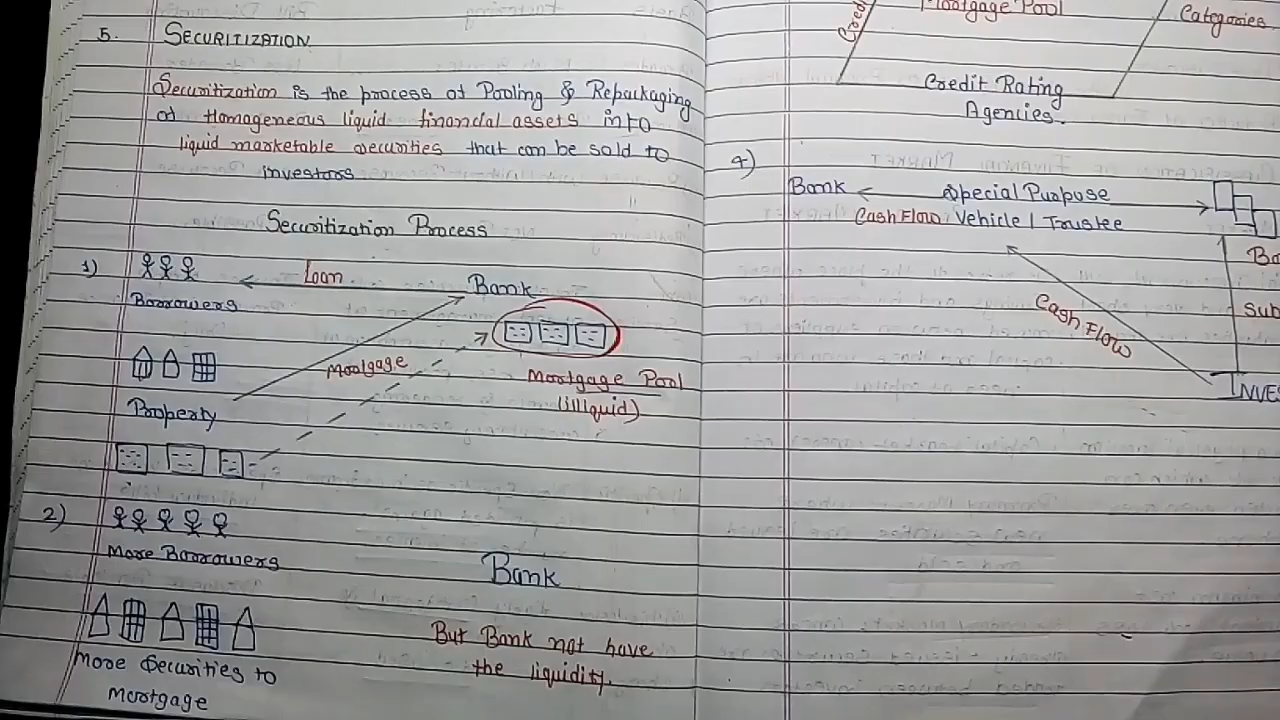 5. SECURITIZATION
Securitization is the process of Pooling & Repackaging
of Homogeneous liquid financial assets into
liquid marketable securities that can be sold to
investors.
Securitization Process
1)
Loan
Bank
Borrowers
Mortgage
Mortgage Pool
(illiquid)
Property
2)
More Borrowers
Bank
But Bank not have
the liquidity.
More Securities to
Mortgage
Mortgage Pool
Categories
Credit Rating
Agencies.
4)
Bank
Special Purpose
Cash Flow Vehicle / Trustee
Cash Flow